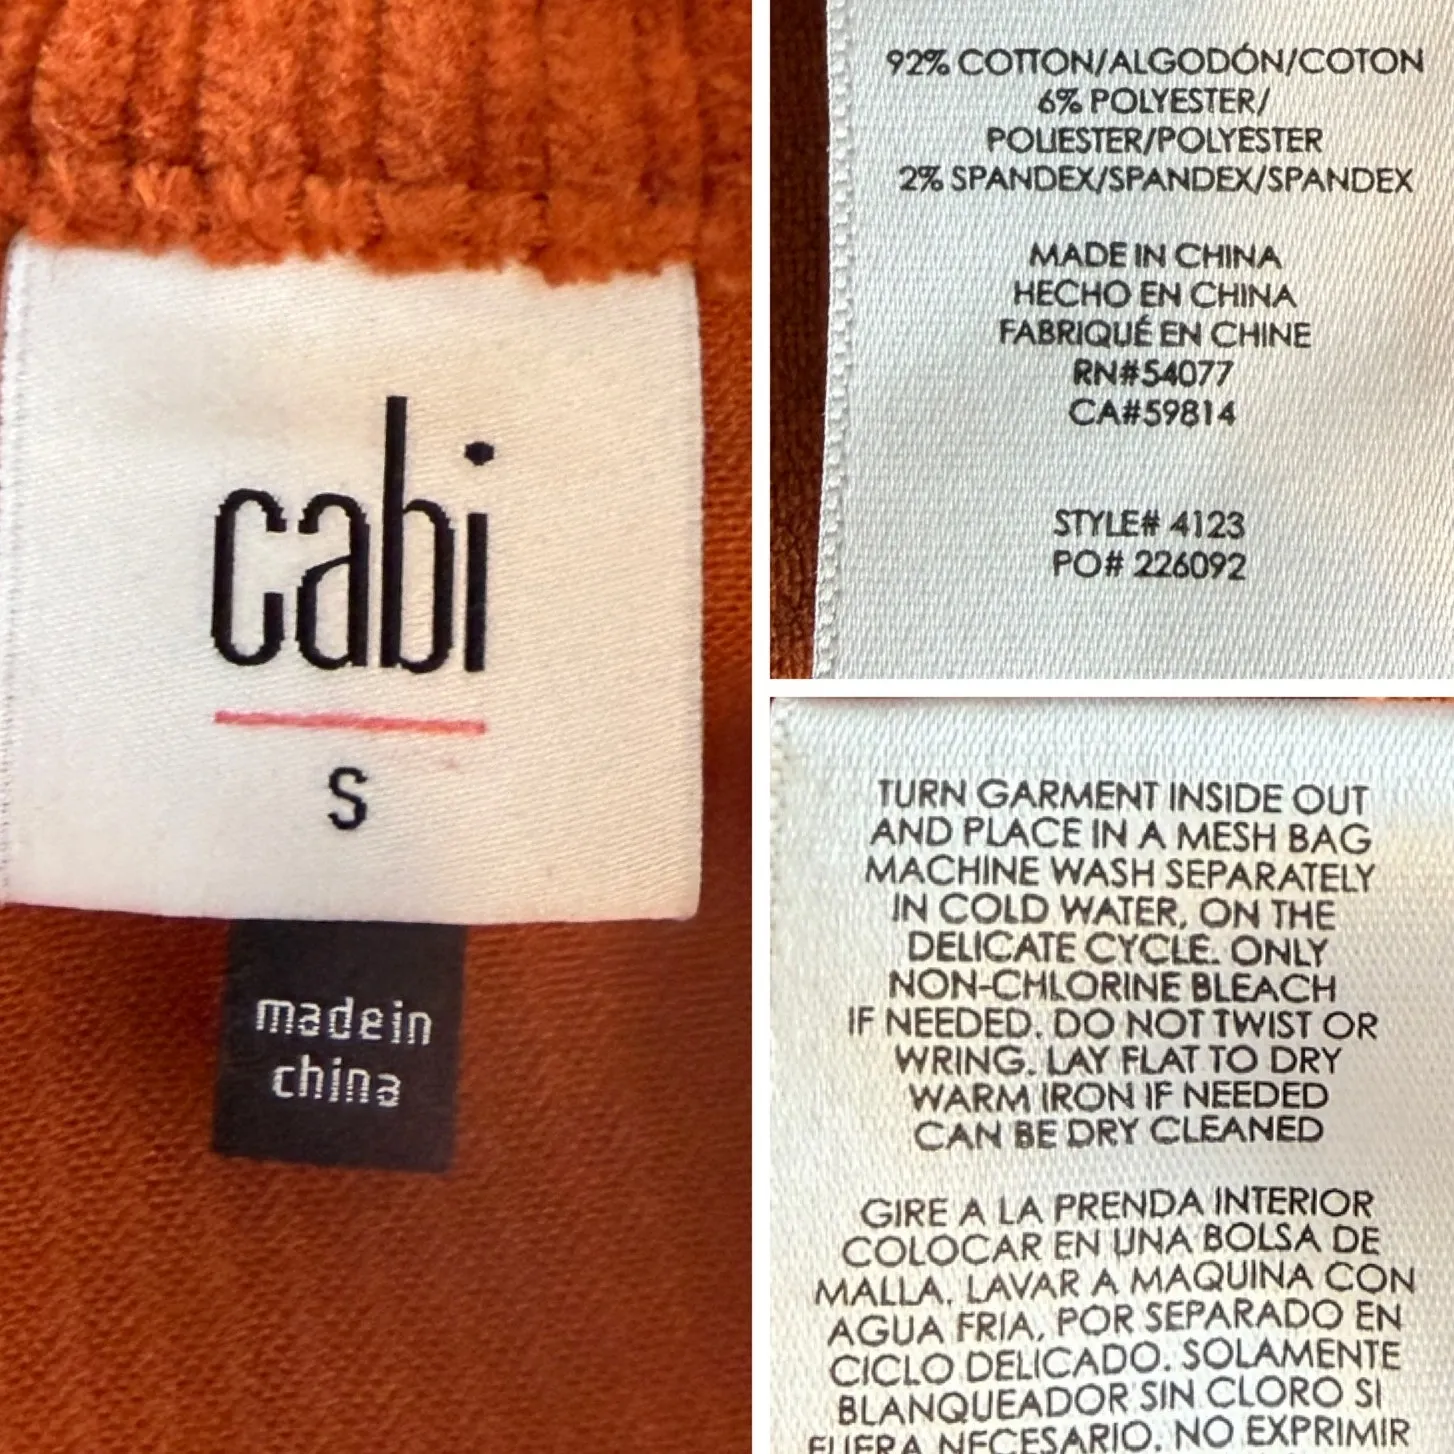 cabi
S
made in
china
92% COTTON/ALGODÓN/COTON
6% POLYESTER/
POLIESTER/POLYESTER
2% SPANDEX/SPANDEX/SPANDEX
MADE IN CHINA
HECHO EN CHINA
FABRIQUÉ EN CHINE
RN#54077
CA#59814
STYLE# 4123
PO# 226092
TURN GARMENT INSIDE OUT
AND PLACE IN A MESH BAG
MACHINE WASH SEPARATELY
IN COLD WATER, ON THE
DELICATE CYCLE. ONLY
NON-CHLORINE BLEACH
IF NEEDED. DO NOT TWIST OR
WRING. LAY FLAT TO DRY
WARM IRON IF NEEDED
CAN BE DRY CLEANED
GIRE A LA PRENDA INTERIOR
COLOCAR EN UNA BOLSA DE
MALLA. LAVAR A MAQUINA CON
AGUA FRIA, POR SEPARADO EN
CICLO DELICADO. SOLAMENTE
BLANQUEADOR SIN CLORO SI
FUERA NECESARIO. NO EXPRIMIR